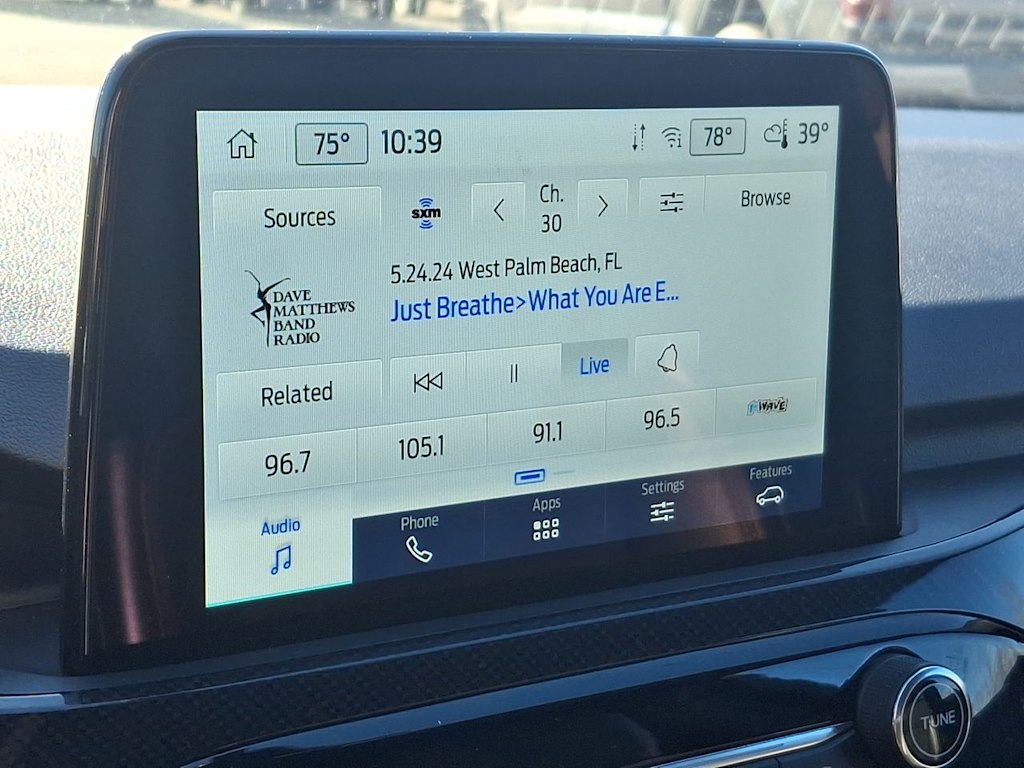 75° 10:39 78° 39°
Sources sxm < Ch. 30 > Browse
5.24.24 West Palm Beach, FL
Just Breathe>What You Are E...
DAVE
MATTHEWS
BAND
RADIO
Related Live
96.7 105.1 91.1 96.5 1st WAVE
Audio Phone Apps Settings Features
TUNE